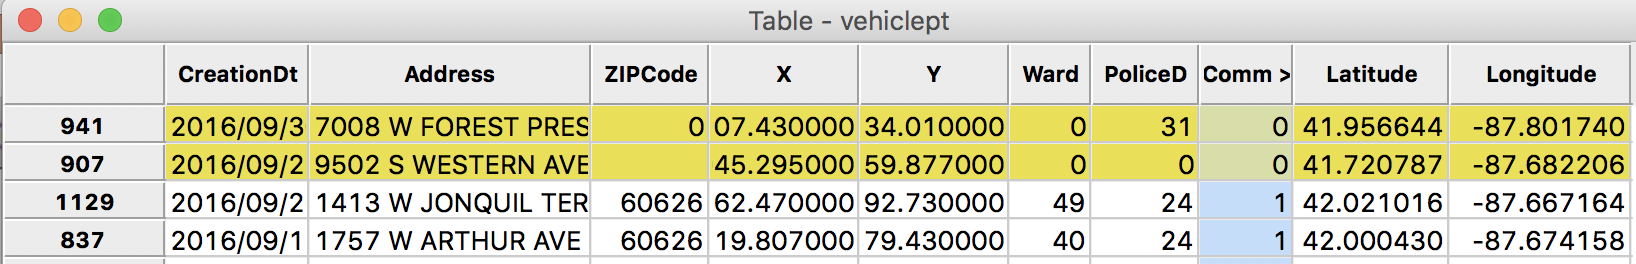 Table - vehiclept
CreationDt Address ZIPCode X Y Ward PoliceD Comm > Latitude Longitude
941 2016/09/3 7008 W FOREST PRES 0 07.430000 34.010000 0 31 0 41.956644 -87.801740
907 2016/09/2 9502 S WESTERN AVE 45.295000 59.877000 0 0 0 41.720787 -87.682206
1129 2016/09/2 1413 W JONQUIL TER 60626 62.470000 92.730000 49 24 1 42.021016 -87.667164
837 2016/09/1 1757 W ARTHUR AVE 60626 19.807000 79.430000 40 24 1 42.000430 -87.674158